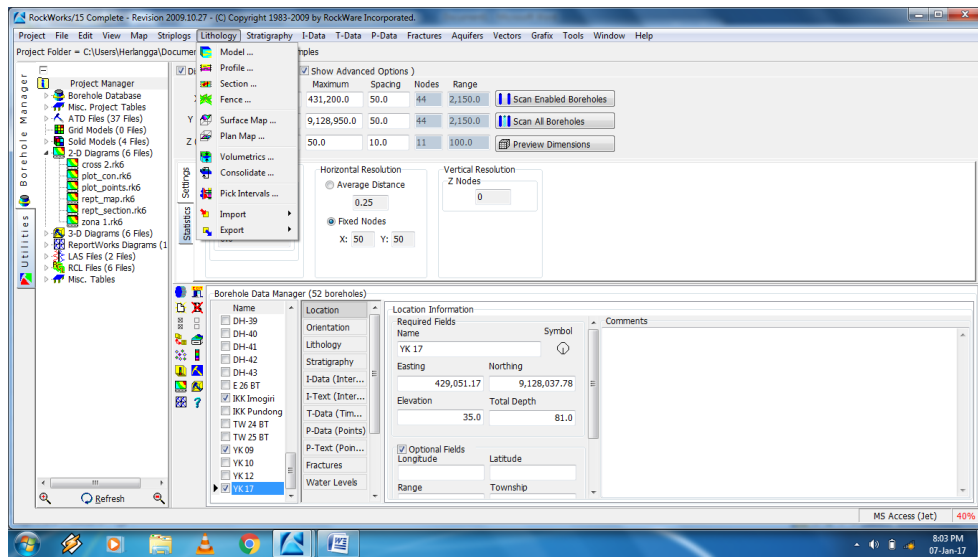 RockWorks/15 Complete - Revision 2009.10.27 - (C) Copyright 1983-2009 by RockWare Incorporated.
Project File Edit View Map Striplogs Lithology Stratigraphy I-Data T-Data P-Data Fractures Aquifers Vectors Grafix Tools Window Help
Project Folder = C:\Users\Herlangga\Docume
mples
Model ...
Profile ...
Section ...
Fence ...
Surface Map ...
Plan Map ...
Volumetrics ...
Consolidate ...
Pick Intervals ...
Import
Export
Borehole Manager
Utilities
Project Manager
Borehole Database
Misc. Project Tables
ATD Files (37 Files)
Grid Models (0 Files)
Solid Models (4 Files)
2-D Diagrams (6 Files)
cross 2.rk6
plot_con.rk6
plot_points.rk6
rept_map.rk6
rept_section.rk6
zona 1.rk6
3-D Diagrams (6 Files)
ReportWorks Diagrams (1
LAS Files (2 Files)
RCL Files (6 Files)
Misc. Tables
Refresh
Di
Show Advanced Options )
Maximum Spacing Nodes Range
431,200.0 50.0 44 2,150.0 Scan Enabled Boreholes
Y 9,128,950.0 50.0 44 2,150.0 Scan All Boreholes
Z 50.0 10.0 11 100.0 Preview Dimensions
Settings
Statistics
Horizontal Resolution
Average Distance
0.25
Fixed Nodes
X: 50 Y: 50
Vertical Resolution
Z Nodes
0
Borehole Data Manager (52 boreholes)
Name
DH-39
DH-40
DH-41
DH-42
DH-43
E 26 BT
IKK Imogiri
IKK Pundong
TW 24 BT
TW 25 BT
YK 09
YK 10
YK 12
YK 17
Location
Orientation
Lithology
Stratigraphy
I-Data (Inter...
I-Text (Inter...
T-Data (Tim...
P-Data (Points)
P-Text (Poin...
Fractures
Water Levels
Location Information
Required Fields
Name Symbol
YK 17
Easting Northing
429,051.17 9,128,037.78
Elevation Total Depth
35.0 81.0
Optional Fields
Longitude Latitude
Range Township
Comments
MS Access (Jet) 40%
8:03 PM
07-Jan-17